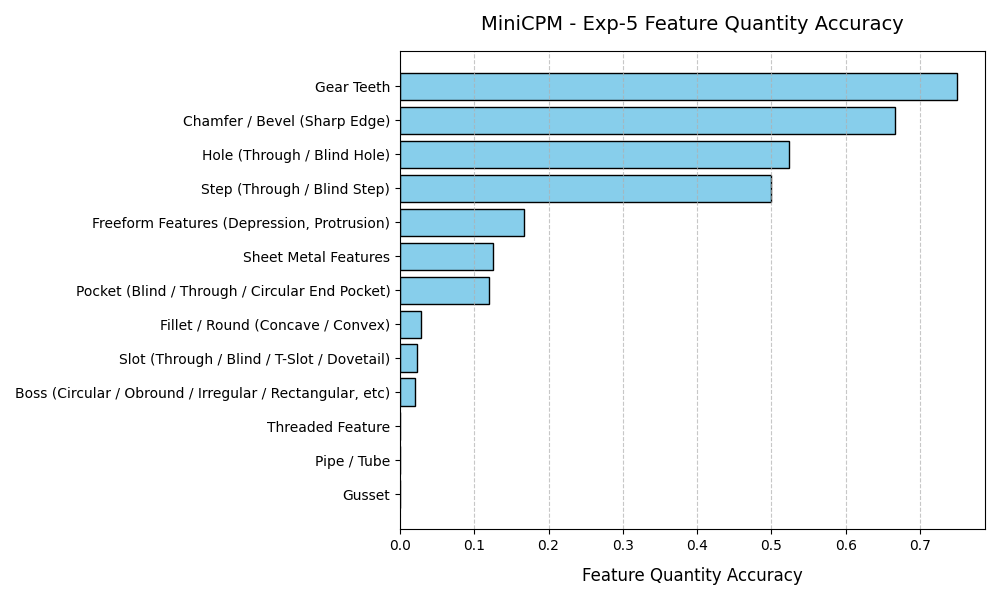 MiniCPM - Exp-5 Feature Quantity Accuracy
Gear Teeth
Chamfer / Bevel (Sharp Edge)
Hole (Through / Blind Hole)
Step (Through / Blind Step)
Freeform Features (Depression, Protrusion)
Sheet Metal Features
Pocket (Blind / Through / Circular End Pocket)
Fillet / Round (Concave / Convex)
Slot (Through / Blind / T-Slot / Dovetail)
Boss (Circular / Obround / Irregular / Rectangular, etc)
Threaded Feature
Pipe / Tube
Gusset
0.0 0.1 0.2 0.3 0.4 0.5 0.6 0.7
Feature Quantity Accuracy